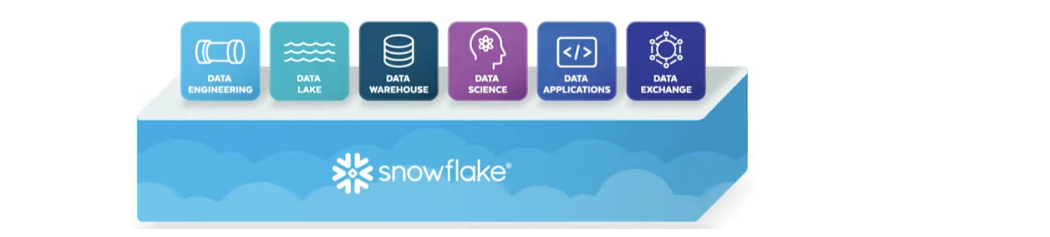 DATA
ENGINEERING
DATA
LAKE
DATA
WAREHOUSE
DATA
SCIENCE
DATA
APPLICATIONS
DATA
EXCHANGE
snowflake®